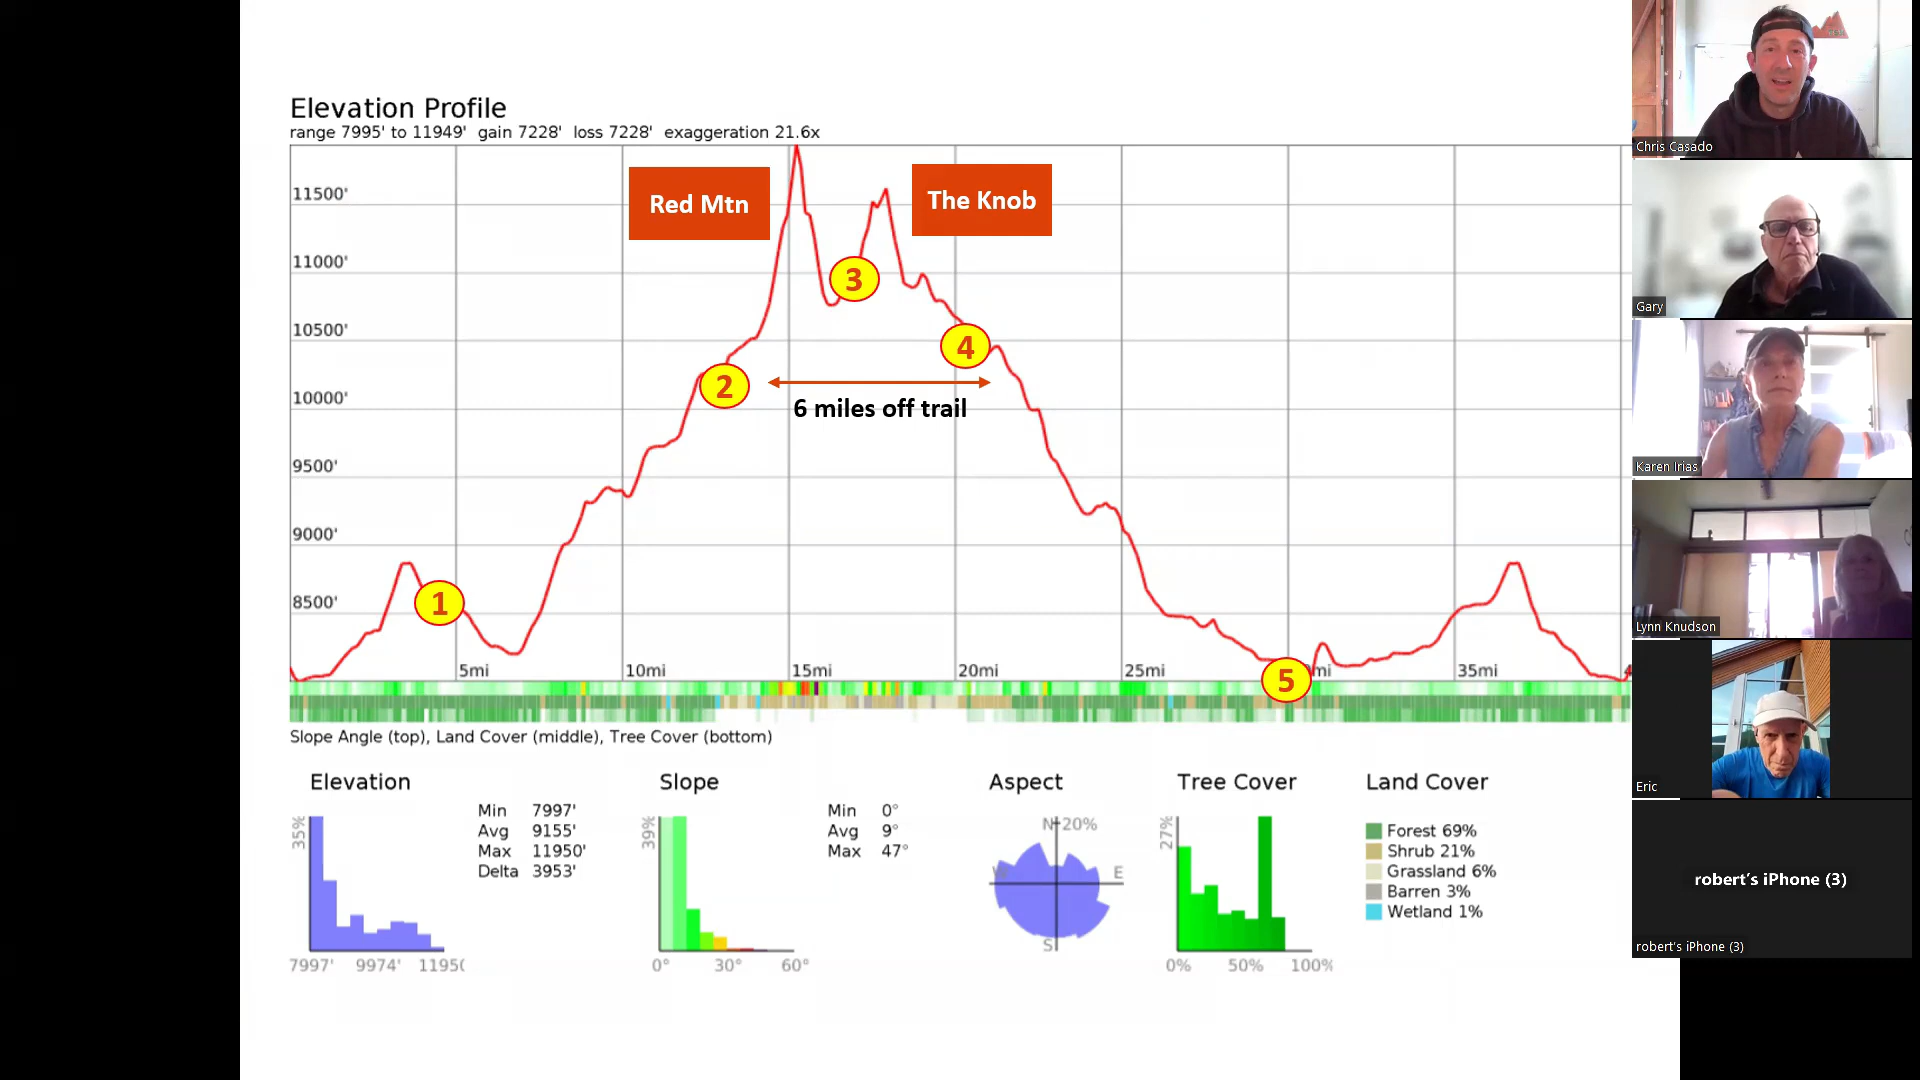 Elevation Profile
range 7995' to 11949'  gain 7228'  loss 7228'  exaggeration 21.6x
11500'
11000'
10500'
10000'
9500'
9000'
8500'
Red Mtn
The Knob
1
2
3
4
5
6 miles off trail
5mi
10mi
15mi
20mi
25mi
35mi
Slope Angle (top), Land Cover (middle), Tree Cover (bottom)
Elevation
35%
7997' 9974'
Min 7997'
Avg 9155'
Max 11950'
Delta 3953'
Slope
39%
0° 30° 60°
Min 0°
Avg 9°
Max 47°
Aspect
N 20%
W E
S
Tree Cover
27%
0% 50% 100%
Land Cover
Forest 69%
Shrub 21%
Grassland 6%
Barren 3%
Wetland 1%
Chris Casado
Gary
Karen Irias
Lynn Knudson
Eric
robert's iPhone (3)
robert's iPhone (3)